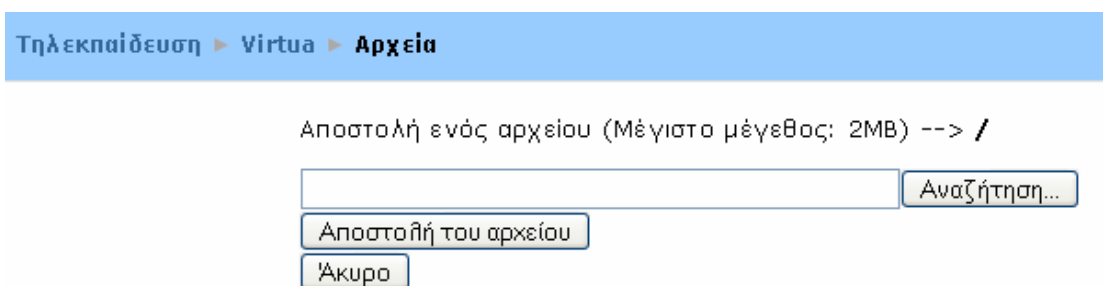 Τηλεκπαίδευση ► Virtua ► Αρχεία
Αποστολή ενός αρχείου (Μέγιστο μέγεθος: 2MB) --> /
Αναζήτηση...
Αποστολή του αρχείου
Άκυρο